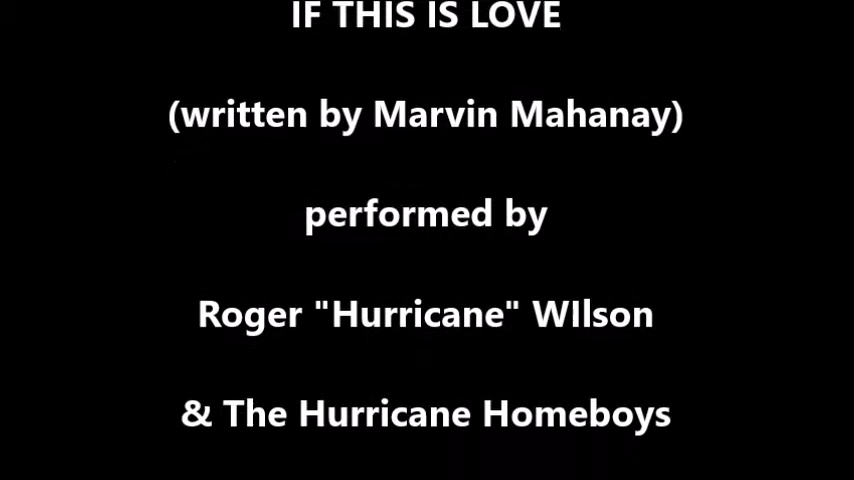 IF THIS IS LOVE
(written by Marvin Mahanay)
performed by
Roger "Hurricane" WIlson
& The Hurricane Homeboys